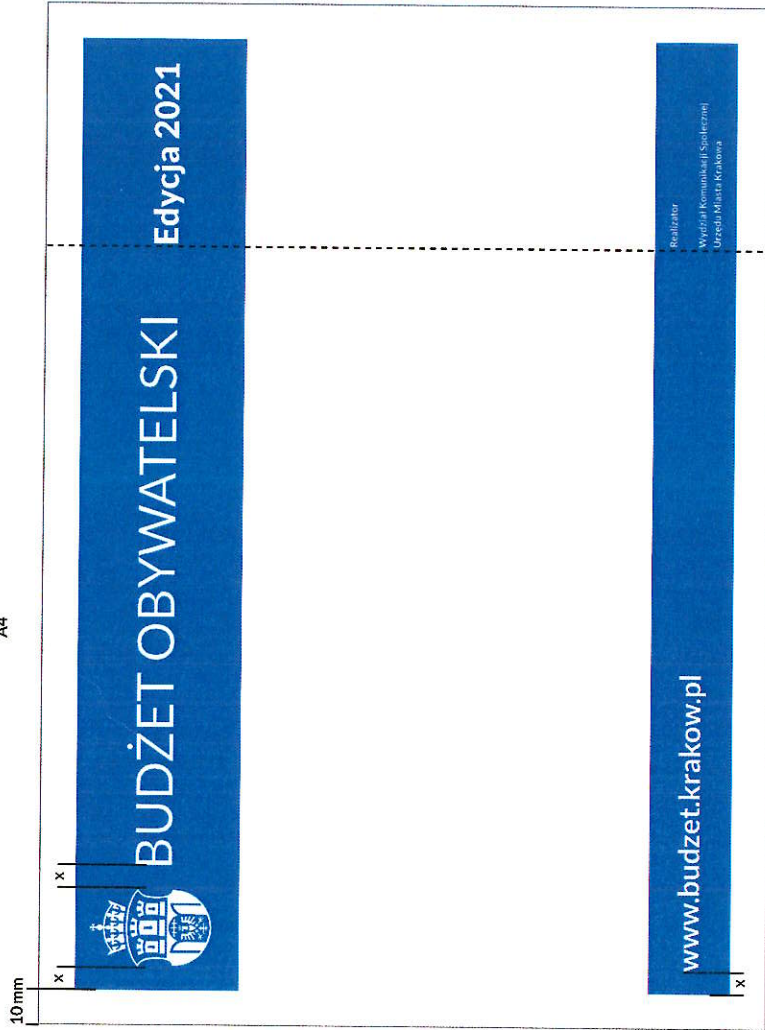 A4
10 mm
x
x
BUDŻET OBYWATELSKI
Edycja 2021
x
www.budzet.krakow.pl
Realizator
Wydział Komunikacji Społecznej
Urzędu Miasta Krakowa